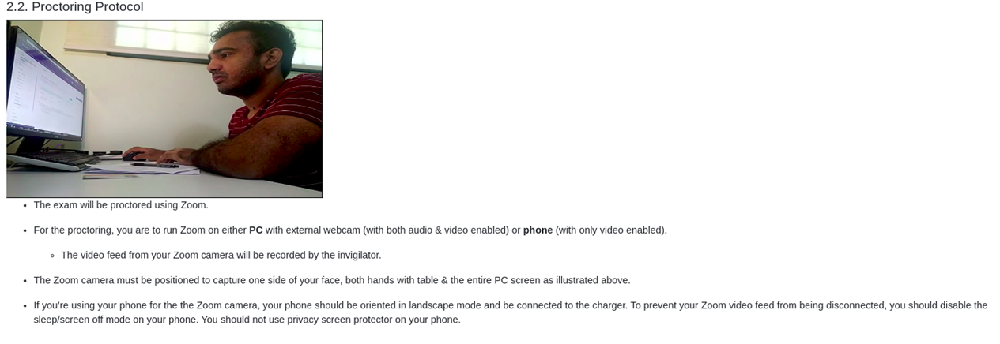 2.2. Proctoring Protocol
The exam will be proctored using Zoom.
For the proctoring, you are to run Zoom on either PC with external webcam (with both audio & video enabled) or phone (with only video enabled).
The video feed from your Zoom camera will be recorded by the invigilator.
The Zoom camera must be positioned to capture one side of your face, both hands with table & the entire PC screen as illustrated above.
If you’re using your phone for the the Zoom camera, your phone should be oriented in landscape mode and be connected to the charger. To prevent your Zoom video feed from being disconnected, you should disable the
sleep/screen off mode on your phone. You should not use privacy screen protector on your phone.